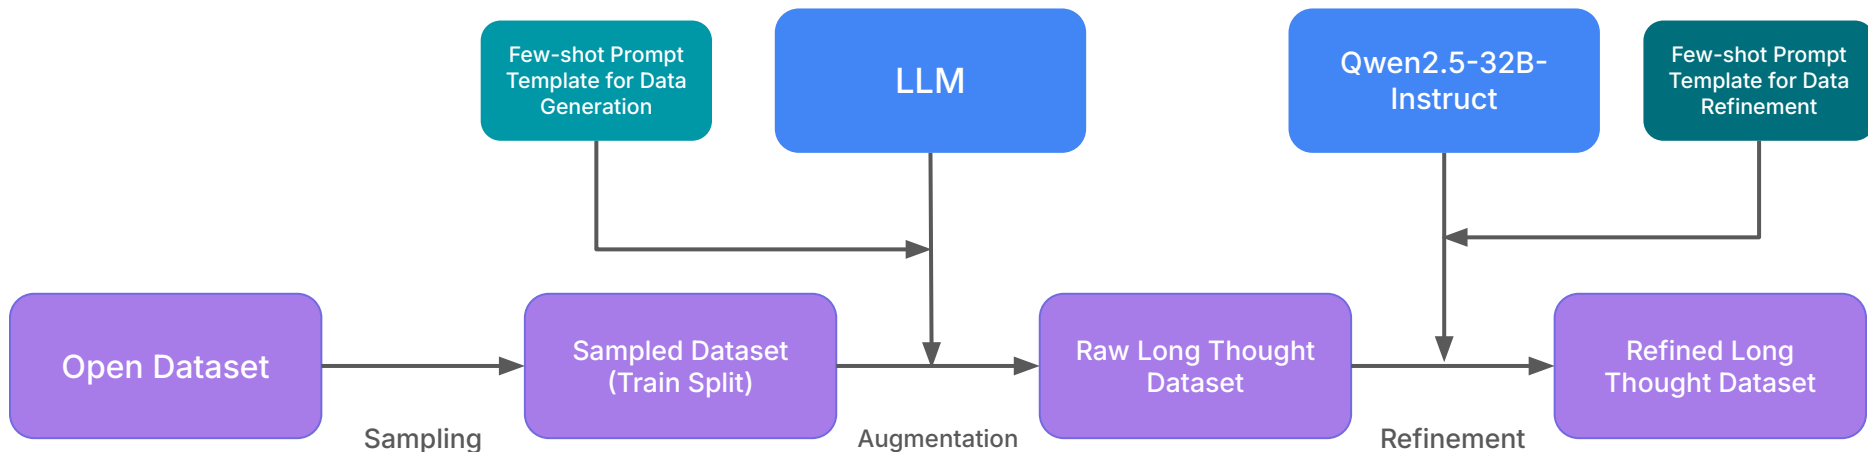 Few-shot Prompt
Template for Data
Generation
LLM
Qwen2.5-32B-
Instruct
Few-shot Prompt
Template for Data
Refinement
Open Dataset
Sampled Dataset
(Train Split)
Raw Long Thought
Dataset
Refined Long
Thought Dataset
Sampling
Augmentation
Refinement